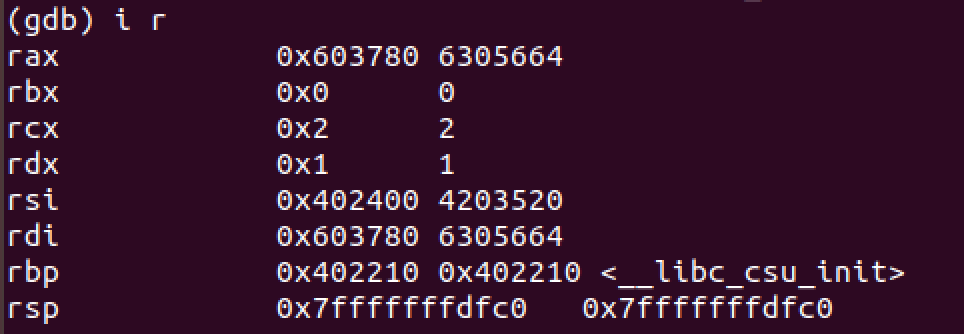 (gdb) i r
rax 0x603780 6305664
rbx 0x0 0
rcx 0x2 2
rdx 0x1 1
rsi 0x402400 4203520
rdi 0x603780 6305664
rbp 0x402210 0x402210 <__libc_csu_init>
rsp 0x7fffffffdfc0 0x7fffffffdfc0